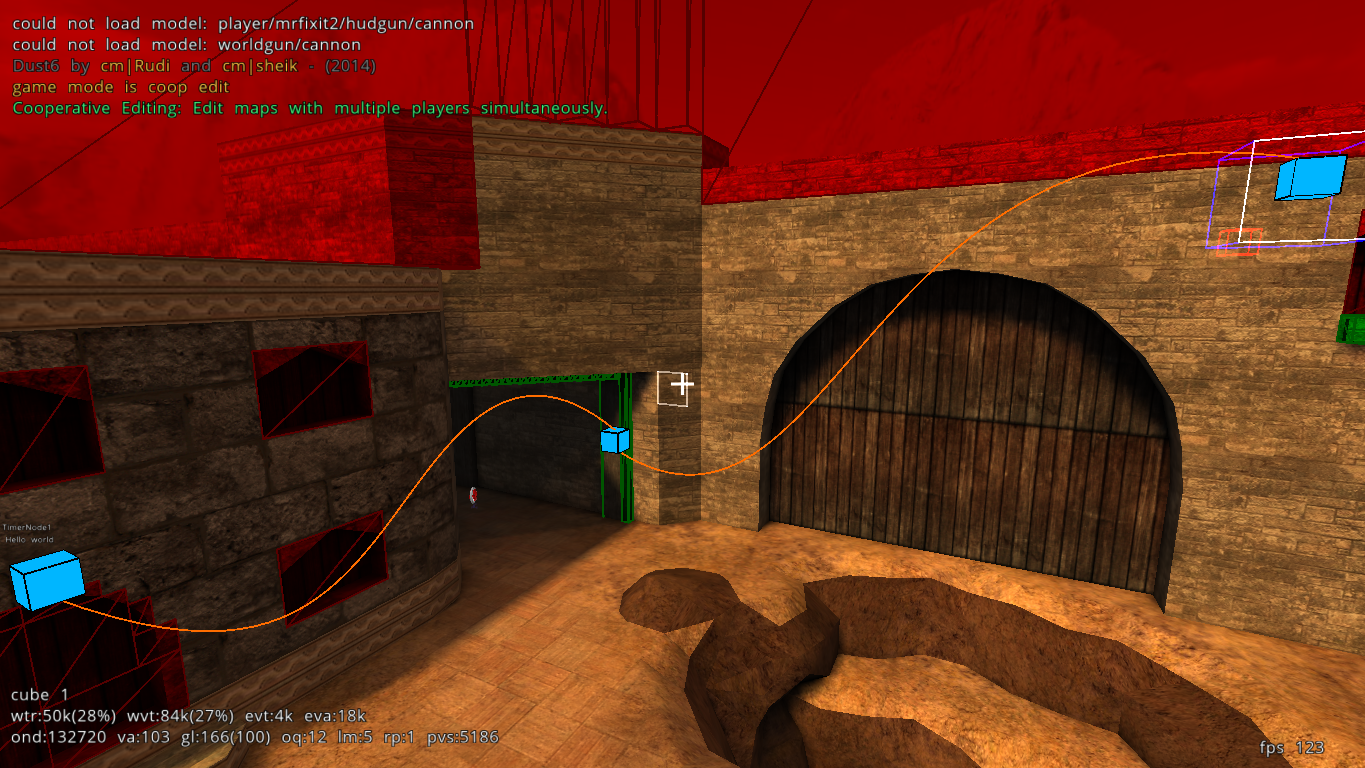 could not load model: player/mrfixit2/hudgun/cannon
could not load model: worldgun/cannon
Dust6 by cm|Rudi and cm|sheik - (2014)
game mode is coop edit
Cooperative Editing: Edit maps with multiple players simultaneously.
TimerNode1
Hello world
cube 1
wtr:50k(28%) wvt:84k(27%) evt:4k eva:18k
ond:132720 va:103 gl:166(100) oq:12 lm:5 rp:1 pvs:5186
fps 123